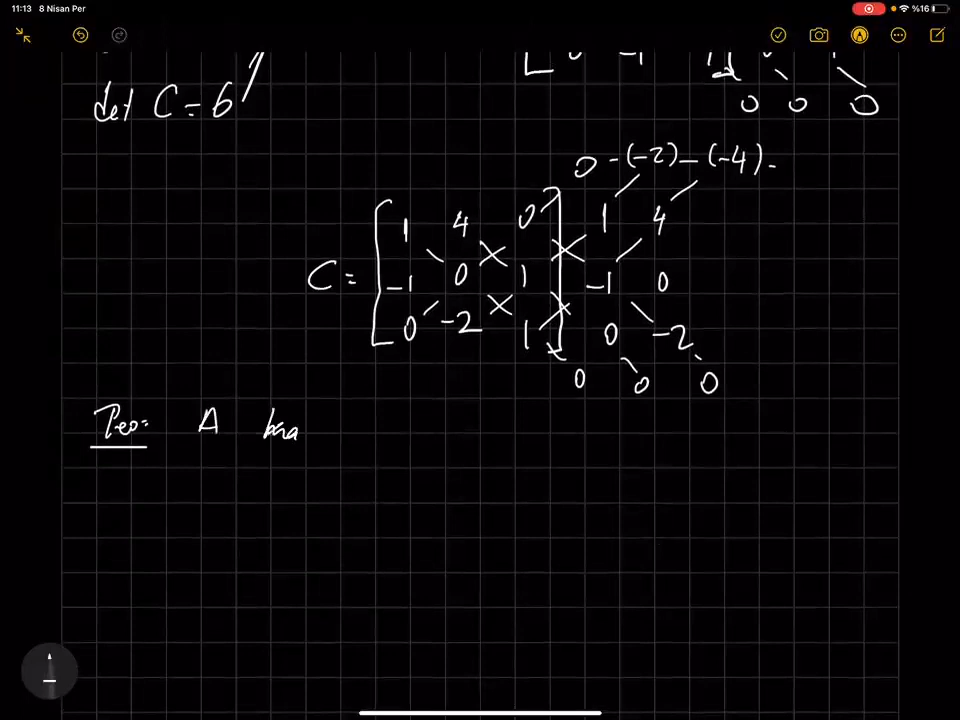 11:13 8 Nisan Per %16
det C = 6
0 0 0
0 - (-2) - (-4) -
1 4 0 1 4
C = -1 0 1 -1 0
0 -2 1 0 -2
0 0 0
Teo: A